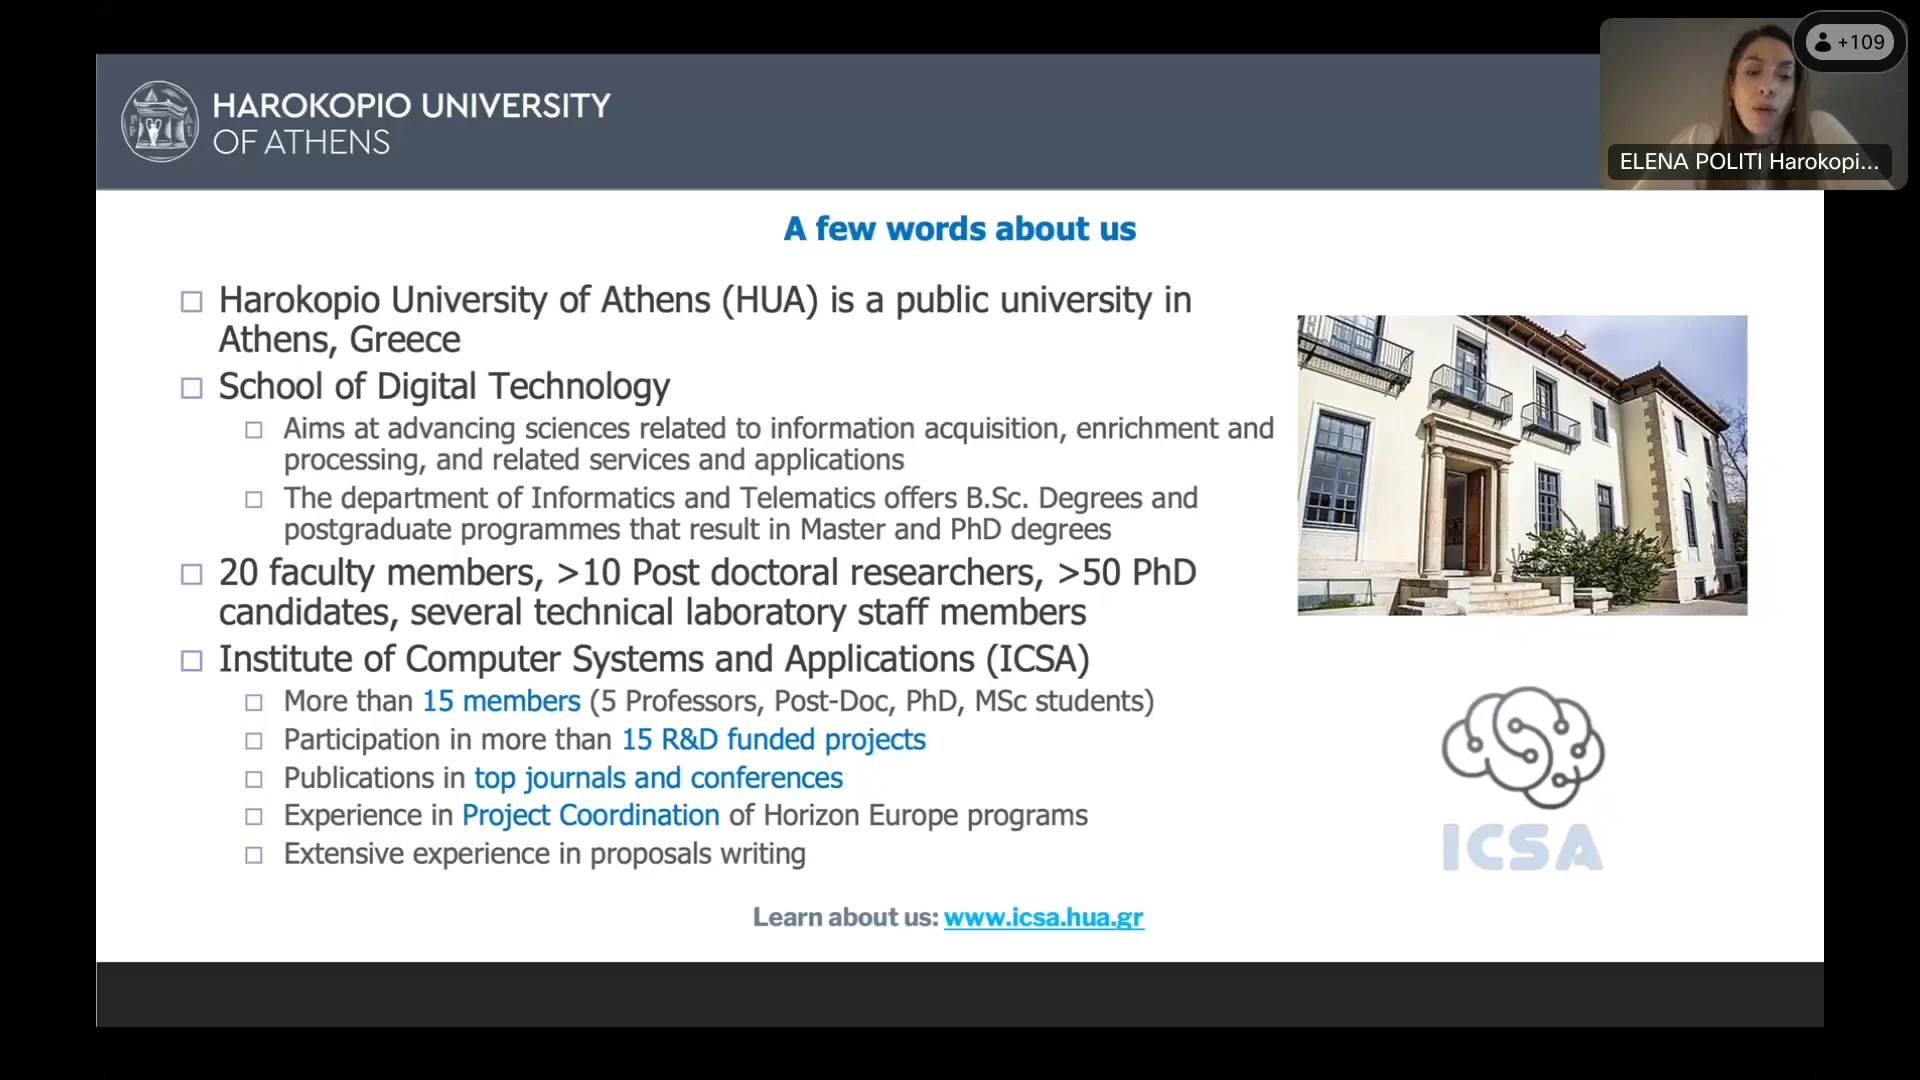 HAROKOPIO UNIVERSITY
OF ATHENS
+109
ELENA POLITI Harokopi...
A few words about us
Harokopio University of Athens (HUA) is a public university in
Athens, Greece
School of Digital Technology
Aims at advancing sciences related to information acquisition, enrichment and
processing, and related services and applications
The department of Informatics and Telematics offers B.Sc. Degrees and
postgraduate programmes that result in Master and PhD degrees
20 faculty members, >10 Post doctoral researchers, >50 PhD
candidates, several technical laboratory staff members
Institute of Computer Systems and Applications (ICSA)
More than 15 members (5 Professors, Post-Doc, PhD, MSc students)
Participation in more than 15 R&D funded projects
Publications in top journals and conferences
Experience in Project Coordination of Horizon Europe programs
Extensive experience in proposals writing
ICSA
Learn about us: www.icsa.hua.gr